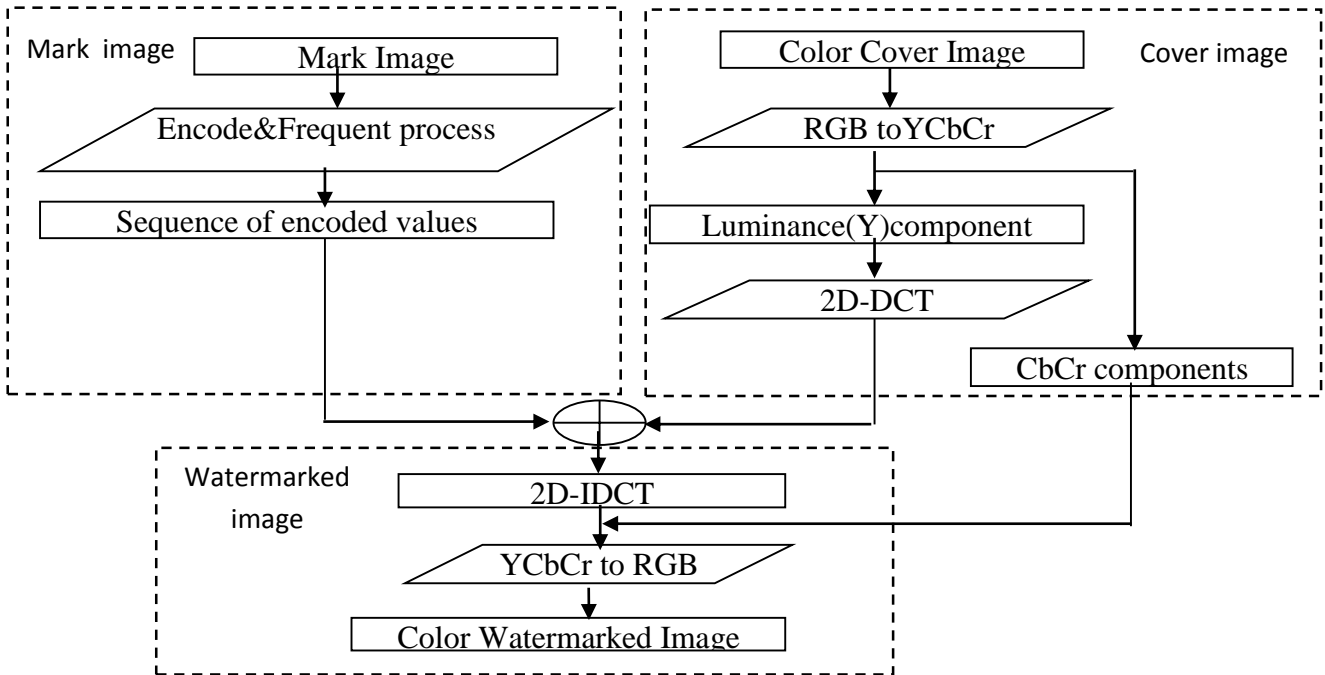 Mark image
Mark Image
Encode&Frequent process
Sequence of encoded values
Color Cover Image
Cover image
RGB toYCbCr
Luminance(Y)component
2D-DCT
CbCr components
Watermarked
image
2D-IDCT
YCbCr to RGB
Color Watermarked Image